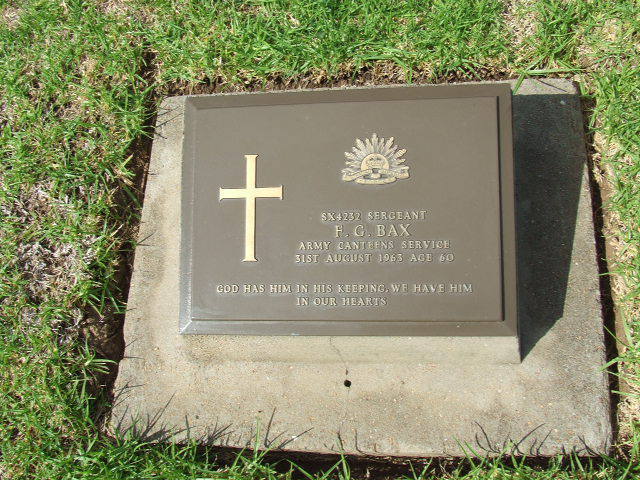 SX4232 SERGEANT
F. G. BAX
ARMY CANTEENS SERVICE
31ST AUGUST 1963 AGE 60
GOD HAS HIM IN HIS KEEPING, WE HAVE HIM
IN OUR HEARTS